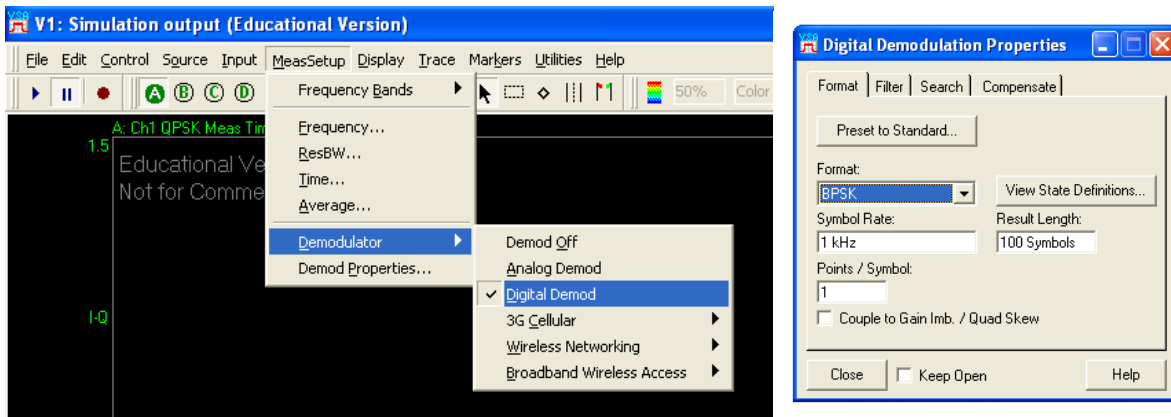 V1: Simulation output (Educational Version)
File Edit Control Source Input MeasSetup Display Trace Markers Utilities Help
A B C D
50% Color
Frequency Bands
Frequency...
ResBW...
Time...
Average...
Demodulator
Demod Properties...
Demod Off
Analog Demod
Digital Demod
3G Cellular
Wireless Networking
Broadband Wireless Access
A: Ch1 QPSK Meas Tim
1.5
Educational Ve
Not for Comme
I-Q
VSA
Digital Demodulation Properties
Format Filter Search Compensate
Preset to Standard...
Format:
BPSK
View State Definitions...
Symbol Rate:
Result Length:
1 kHz
100 Symbols
Points / Symbol:
1
Couple to Gain Imb. / Quad Skew
Close Keep Open Help